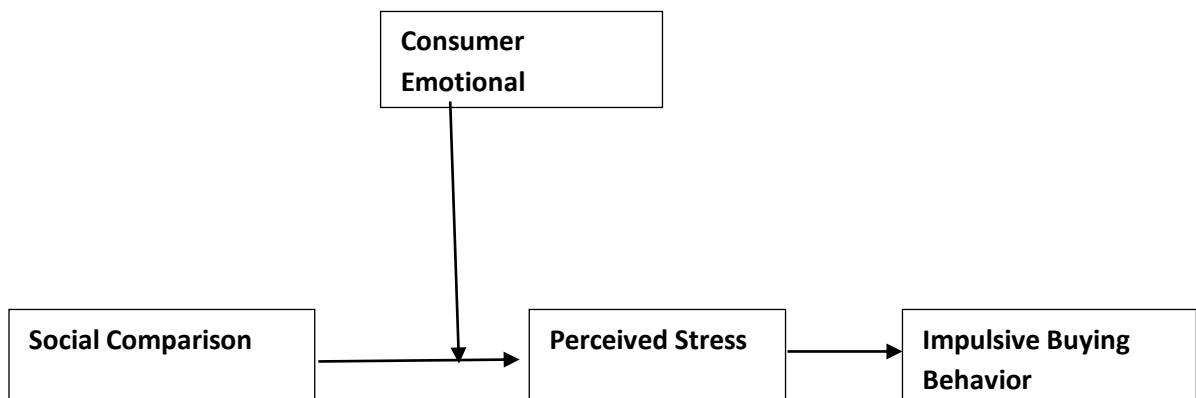 Consumer
Emotional
Social Comparison
Perceived Stress
Impulsive Buying
Behavior